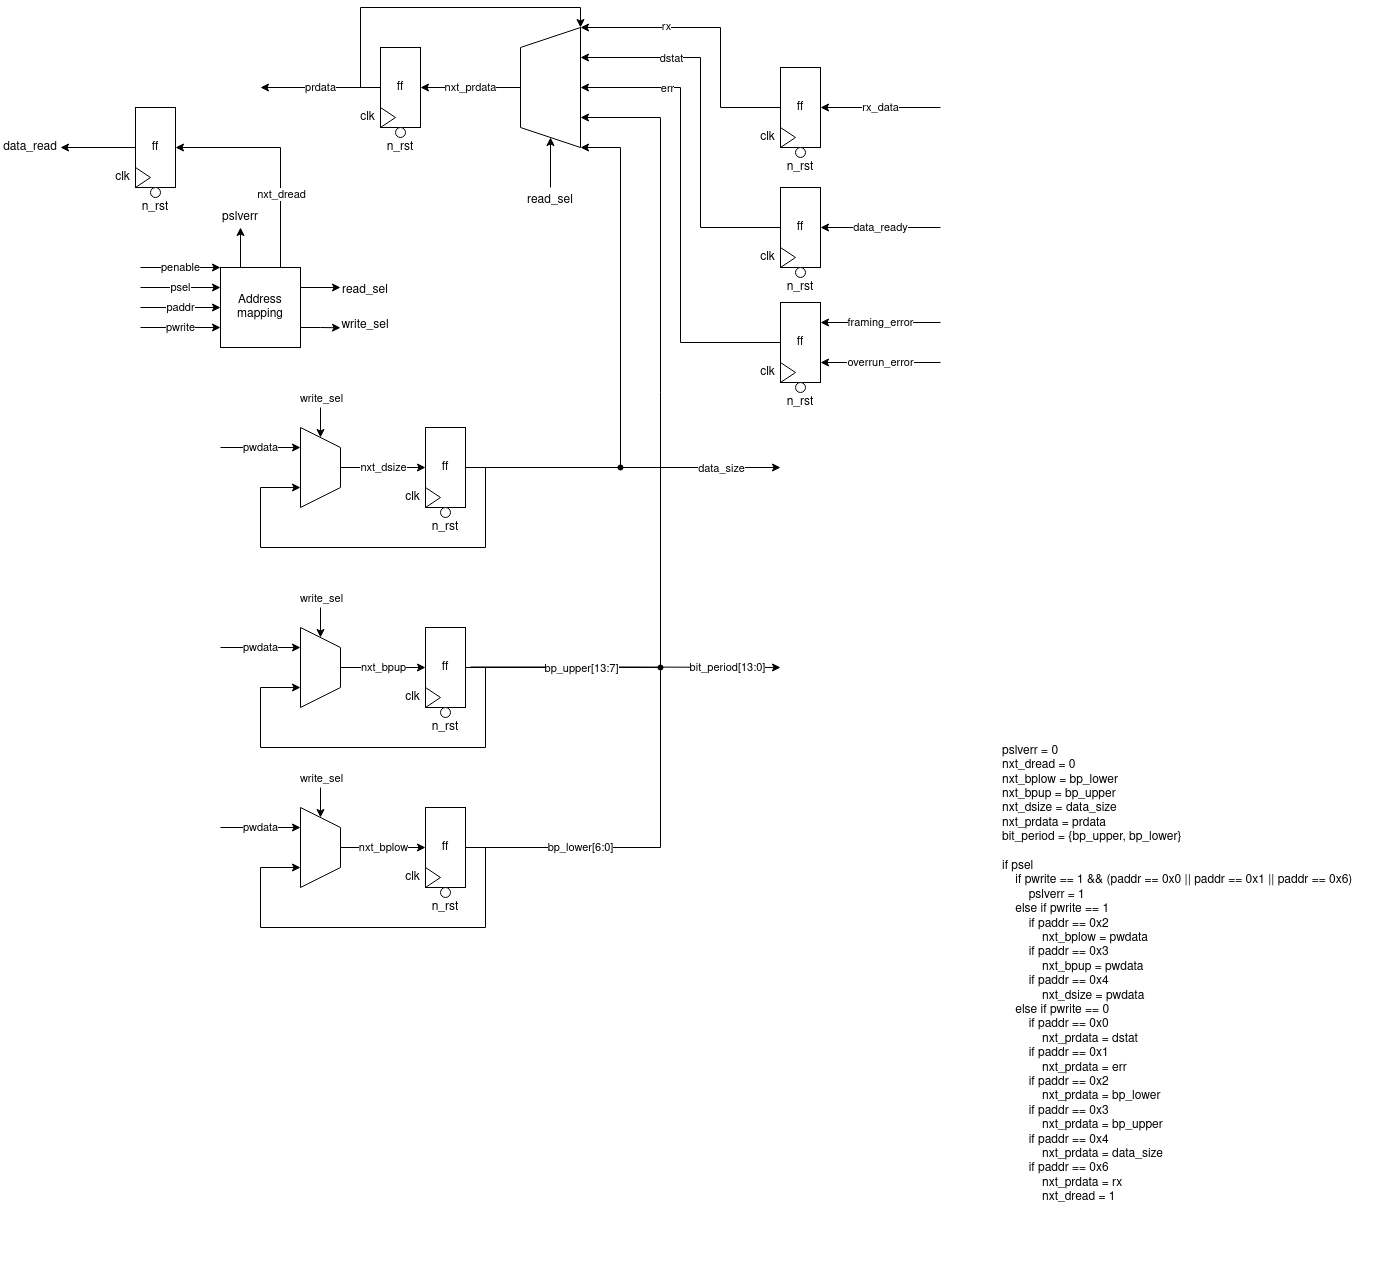 rx
dstat
err
prdata
ff
nxt_prdata
clk
n_rst
ff
rx_data
clk
n_rst
data_read
ff
clk
n_rst
nxt_dread
pslverr
read_sel
ff
data_ready
clk
n_rst
penable
psel
paddr
pwrite
Address
mapping
read_sel
write_sel
framing_error
ff
overrun_error
clk
n_rst
write_sel
pwdata
nxt_dsize
ff
clk
n_rst
data_size
write_sel
pwdata
nxt_bpup
ff
clk
n_rst
bp_upper[13:7]
bit_period[13:0]
write_sel
pwdata
nxt_bplow
ff
clk
n_rst
bp_lower[6:0]
pslverr = 0
nxt_dread = 0
nxt_bplow = bp_lower
nxt_bpup = bp_upper
nxt_dsize = data_size
nxt_prdata = prdata
bit_period = {bp_upper, bp_lower}
if psel
if pwrite == 1 && (paddr == 0x0 || paddr == 0x1 || paddr == 0x6)
pslverr = 1
else if pwrite == 1
if paddr == 0x2
nxt_bplow = pwdata
if paddr == 0x3
nxt_bpup = pwdata
if paddr == 0x4
nxt_dsize = pwdata
else if pwrite == 0
if paddr == 0x0
nxt_prdata = dstat
if paddr == 0x1
nxt_prdata = err
if paddr == 0x2
nxt_prdata = bp_lower
if paddr == 0x3
nxt_prdata = bp_upper
if paddr == 0x4
nxt_prdata = data_size
if paddr == 0x6
nxt_prdata = rx
nxt_dread = 1